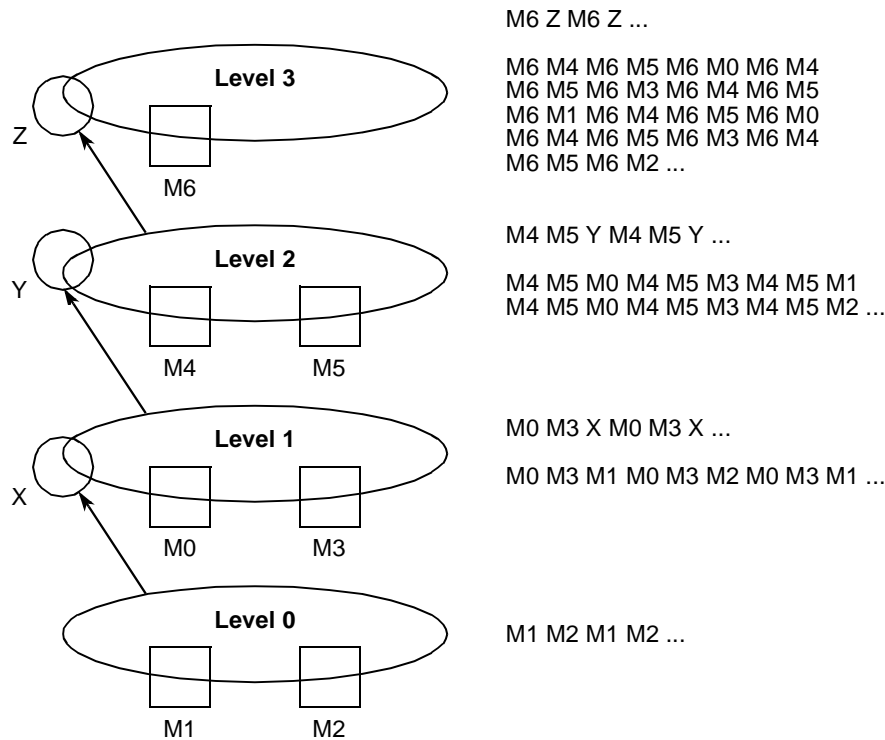 M6 Z M6 Z ...
Level 3
M6 M4 M6 M5 M6 M0 M6 M4
M6 M5 M6 M3 M6 M4 M6 M5
M6 M1 M6 M4 M6 M5 M6 M0
M6 M4 M6 M5 M6 M3 M6 M4
M6 M5 M6 M2 ...
Z
M6
M4 M5 Y M4 M5 Y ...
Level 2
M4 M5 M0 M4 M5 M3 M4 M5 M1
M4 M5 M0 M4 M5 M3 M4 M5 M2 ...
Y
M4
M5
M0 M3 X M0 M3 X ...
Level 1
M0 M3 M1 M0 M3 M2 M0 M3 M1 ...
X
M0
M3
Level 0
M1 M2 M1 M2 ...
M1
M2